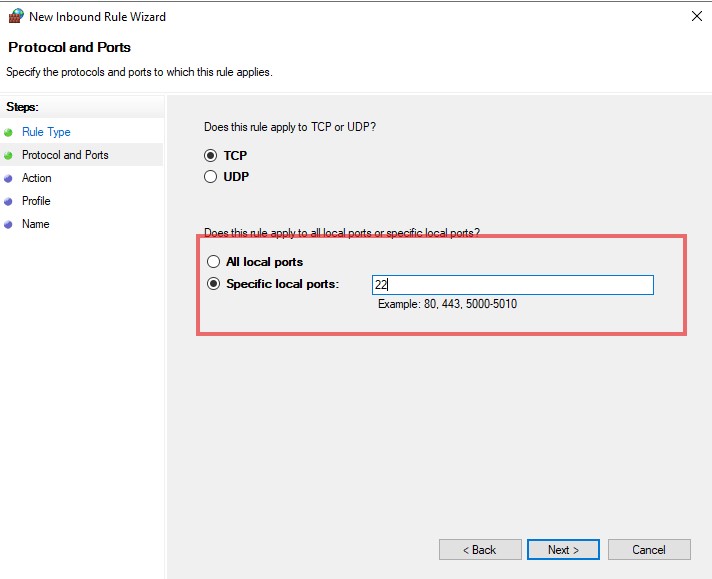 New Inbound Rule Wizard
Protocol and Ports
Specify the protocols and ports to which this rule applies.
Steps:
Rule Type
Protocol and Ports
Action
Profile
Name
Does this rule apply to TCP or UDP?
TCP
UDP
Does this rule apply to all local ports or specific local ports?
All local ports
Specific local ports: 22
Example: 80, 443, 5000-5010
< Back Next > Cancel